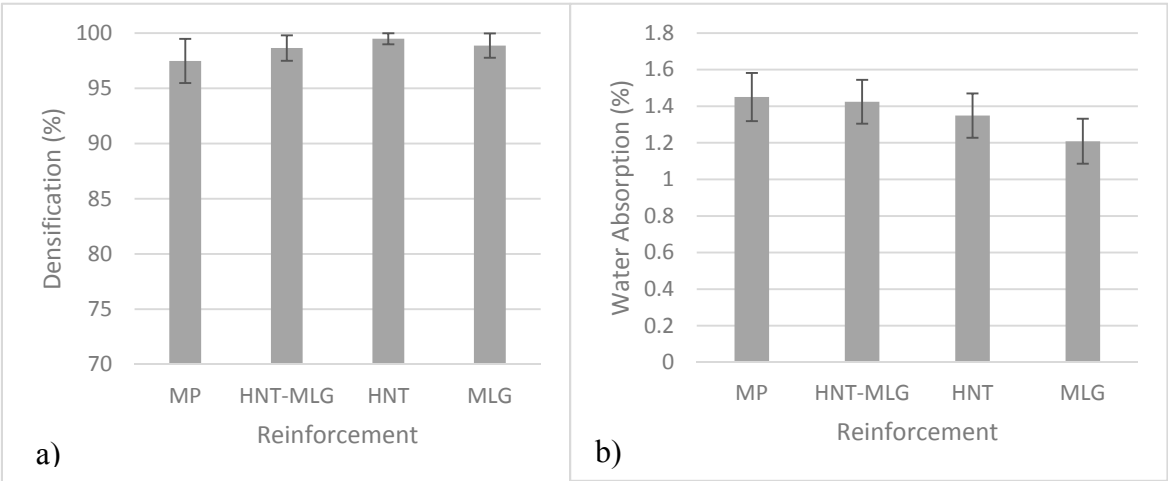 Densification (%)
100
95
90
85
80
75
70
MP HNT-MLG HNT MLG
Reinforcement
a)
Water Absorption (%)
1.8
1.6
1.4
1.2
1
0.8
0.6
0.4
0.2
0
MP HNT-MLG HNT MLG
Reinforcement
b)